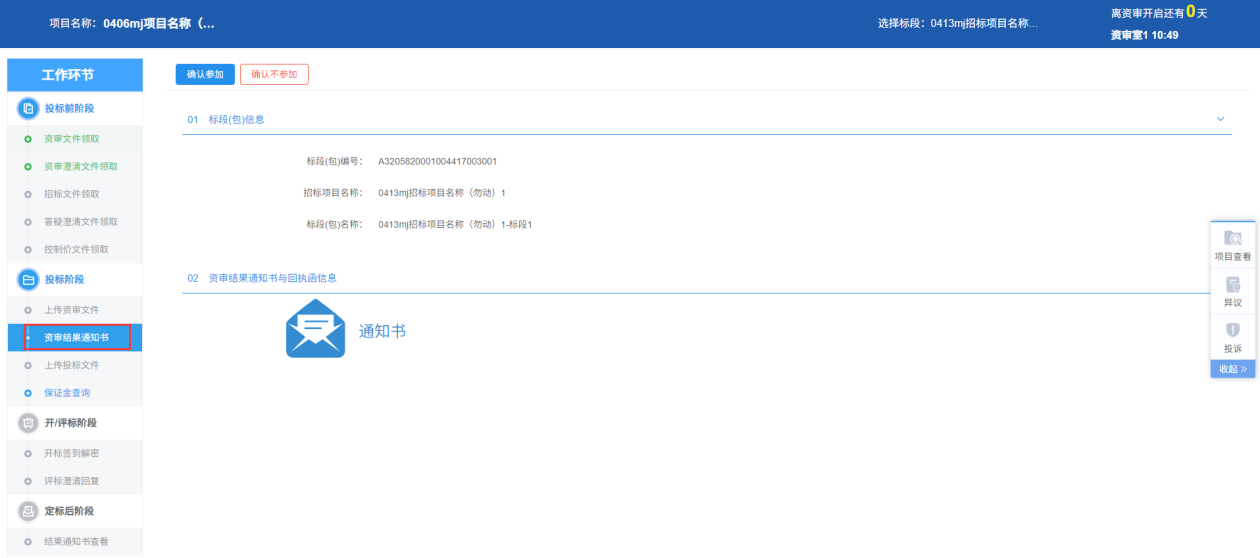 项目名称：0406mj项目名称（...
选择标段：0413mj招标项目名称...
离资审开启还有0天
资审室1 10:49
工作环节
投标前阶段
资审文件领取
资审澄清文件领取
招标文件领取
答疑澄清文件领取
控制价文件领取
投标阶段
上传资审文件
资审结果通知书
上传投标文件
保证金查询
开/评标阶段
开标签到解密
评标澄清回复
定标后阶段
结果通知书查看
确认参加
确认不参加
01 标段(包)信息
标段(包)编号： A3205820001004417003001
招标项目名称： 0413mj招标项目名称（勿动）1
标段(包)名称： 0413mj招标项目名称（勿动）1-标段1
02 资审结果通知书与回执函信息
通知书
项目查看
异议
投诉
收起 »